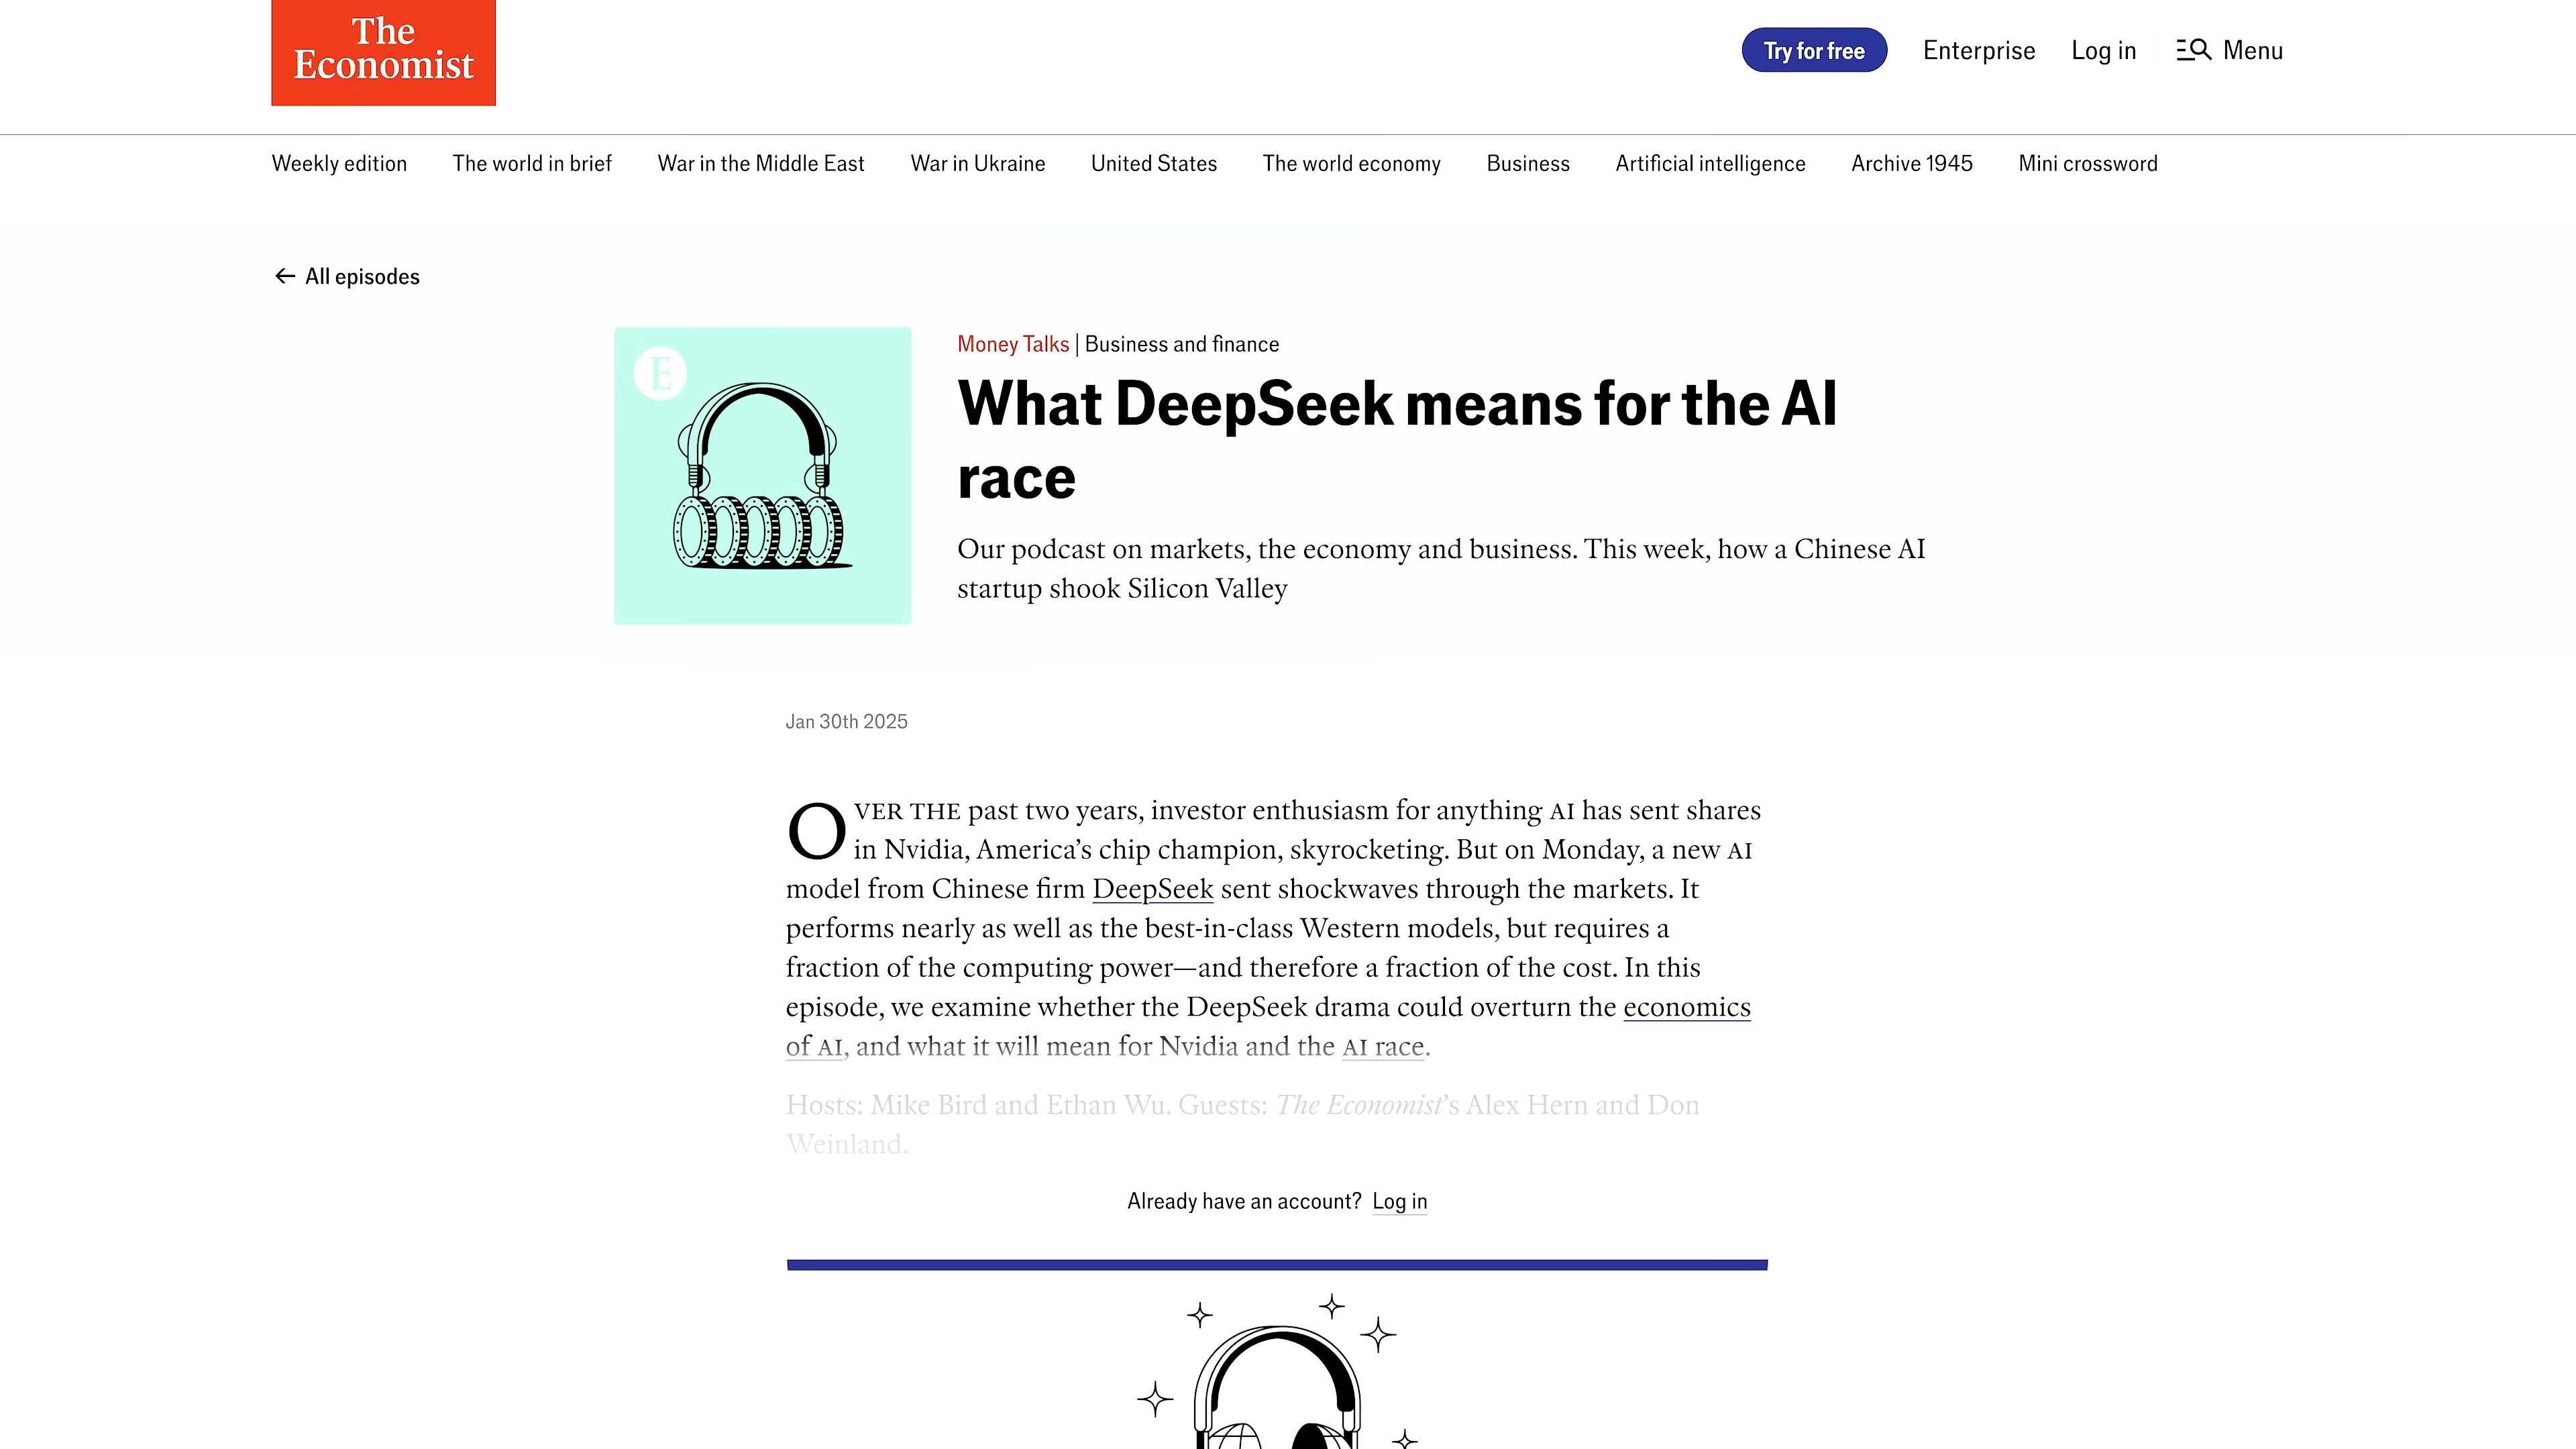 The
Economist
Try for free
Enterprise
Log in
Menu
Weekly edition
The world in brief
War in the Middle East
War in Ukraine
United States
The world economy
Business
Artificial intelligence
Archive 1945
Mini crossword
← All episodes
E
Money Talks | Business and finance
What DeepSeek means for the AI
race
Our podcast on markets, the economy and business. This week, how a Chinese AI
startup shook Silicon Valley
Jan 30th 2025
OVER THE past two years, investor enthusiasm for anything AI has sent shares
in Nvidia, America’s chip champion, skyrocketing. But on Monday, a new AI
model from Chinese firm DeepSeek sent shockwaves through the markets. It
performs nearly as well as the best-in-class Western models, but requires a
fraction of the computing power—and therefore a fraction of the cost. In this
episode, we examine whether the DeepSeek drama could overturn the economics
of AI, and what it will mean for Nvidia and the AI race.
Hosts: Mike Bird and Ethan Wu. Guests: The Economist’s Alex Hern and Don
Weinland.
Already have an account? Log in